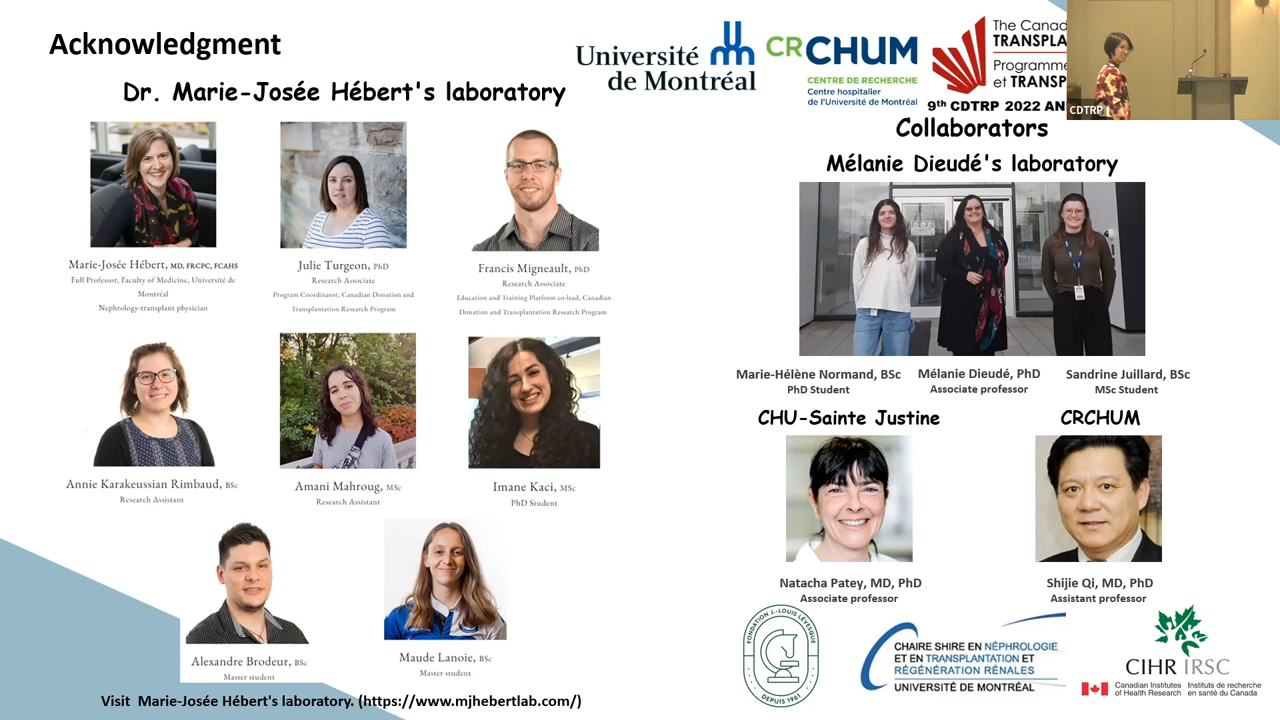 Acknowledgment
Dr. Marie-Josée Hébert's laboratory
Marie-Josée Hébert, MD, FRCPC, FCAHS
Full Professor, Faculty of Medicine, Université de
Montréal
Nephrology-transplant physician
Julie Turgeon, PhD
Research Associate
Program Coordinator, Canadian Donation and
Transplantation Research Program
Francis Migneault, PhD
Research Associate
Education and Training Platform co-lead, Canadian
Donation and Transplantation Research Program
Annie Karakeussian Rimbaud, BSc
Research Assistant
Amani Mahroug, MSc
Research Assistant
Imane Kaci, MSc
PhD Student
Alexandre Brodeur, BSc
Master student
Maude Lanoie, BSc
Master student
Visit Marie-Josée Hébert's laboratory. (https://www.mjhebertlab.com/)
Université
de Montréal
CRCHUM
CENTRE DE RECHERCHE
Centre hospitalier
de l'Université de Montréal
The Canad
TRANSPLA
Programme
et TRANSP
9th CDTRP 2022 AN
CDTRP
Collaborators
Mélanie Dieudé's laboratory
Marie-Hélène Normand, BSc
PhD Student
Mélanie Dieudé, PhD
Associate professor
Sandrine Juillard, BSc
MSc Student
CHU-Sainte Justine
Natacha Patey, MD, PhD
Associate professor
CRCHUM
Shijie Qi, MD, PhD
Assistant professor
FONDATION J.-LOUIS LÉVESQUE
DEPUIS 1961
CHAIRE SHIRE EN NÉPHROLOGIE
ET EN TRANSPLANTATION ET
RÉGÉNÉRATION RÉNALES
UNIVERSITÉ DE MONTRÉAL
CIHR IRSC
Canadian Institutes
of Health Research
Instituts de recherche
en santé du Canada